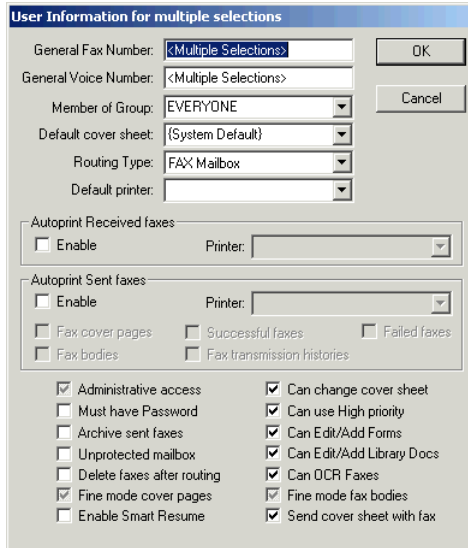 User Information for multiple selections
General Fax Number: <Multiple Selections> OK
General Voice Number: <Multiple Selections>
Member of Group: EVERYONE Cancel
Default cover sheet: {System Default}
Routing Type: FAX Mailbox
Default printer:
Autoprint Received faxes
Enable Printer:
Autoprint Sent faxes
Enable Printer:
Fax cover pages Successful faxes Failed faxes
Fax bodies Fax transmission histories
Administrative access Can change cover sheet
Must have Password Can use High priority
Archive sent faxes Can Edit/Add Forms
Unprotected mailbox Can Edit/Add Library Docs
Delete faxes after routing Can OCR Faxes
Fine mode cover pages Fine mode fax bodies
Enable Smart Resume Send cover sheet with fax